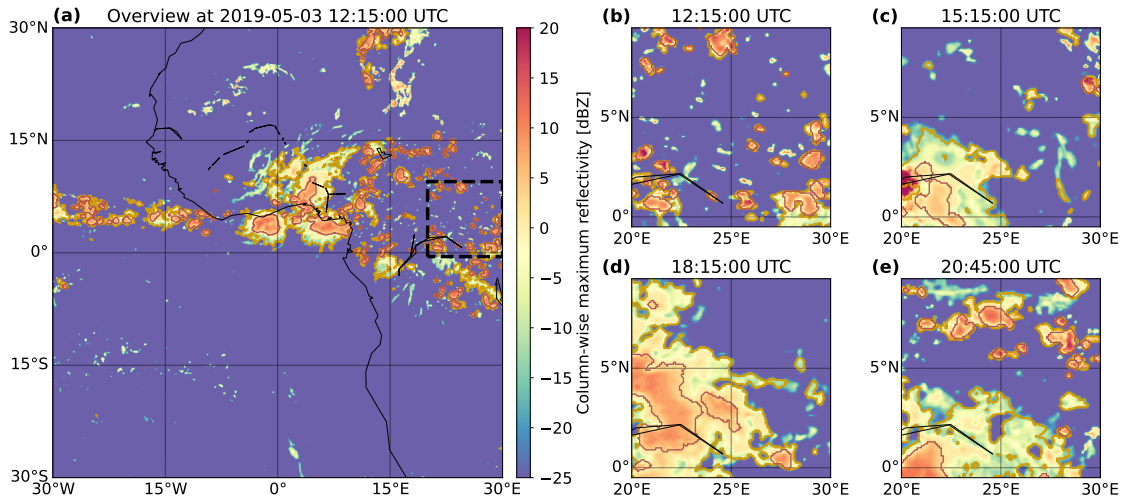 (a) Overview at 2019-05-03 12:15:00 UTC
30°N
15°N
0°
15°S
30°S
30°W 15°W 0° 15°E 30°E
20
15
10
5
0
−5
−10
−15
−20
−25
Column-wise maximum reflectivity [dBZ]
(b) 12:15:00 UTC
5°N
0°
20°E 25°E 30°E
(c) 15:15:00 UTC
5°N
0°
20°E 25°E 30°E
(d) 18:15:00 UTC
5°N
0°
20°E 25°E 30°E
(e) 20:45:00 UTC
5°N
0°
20°E 25°E 30°E